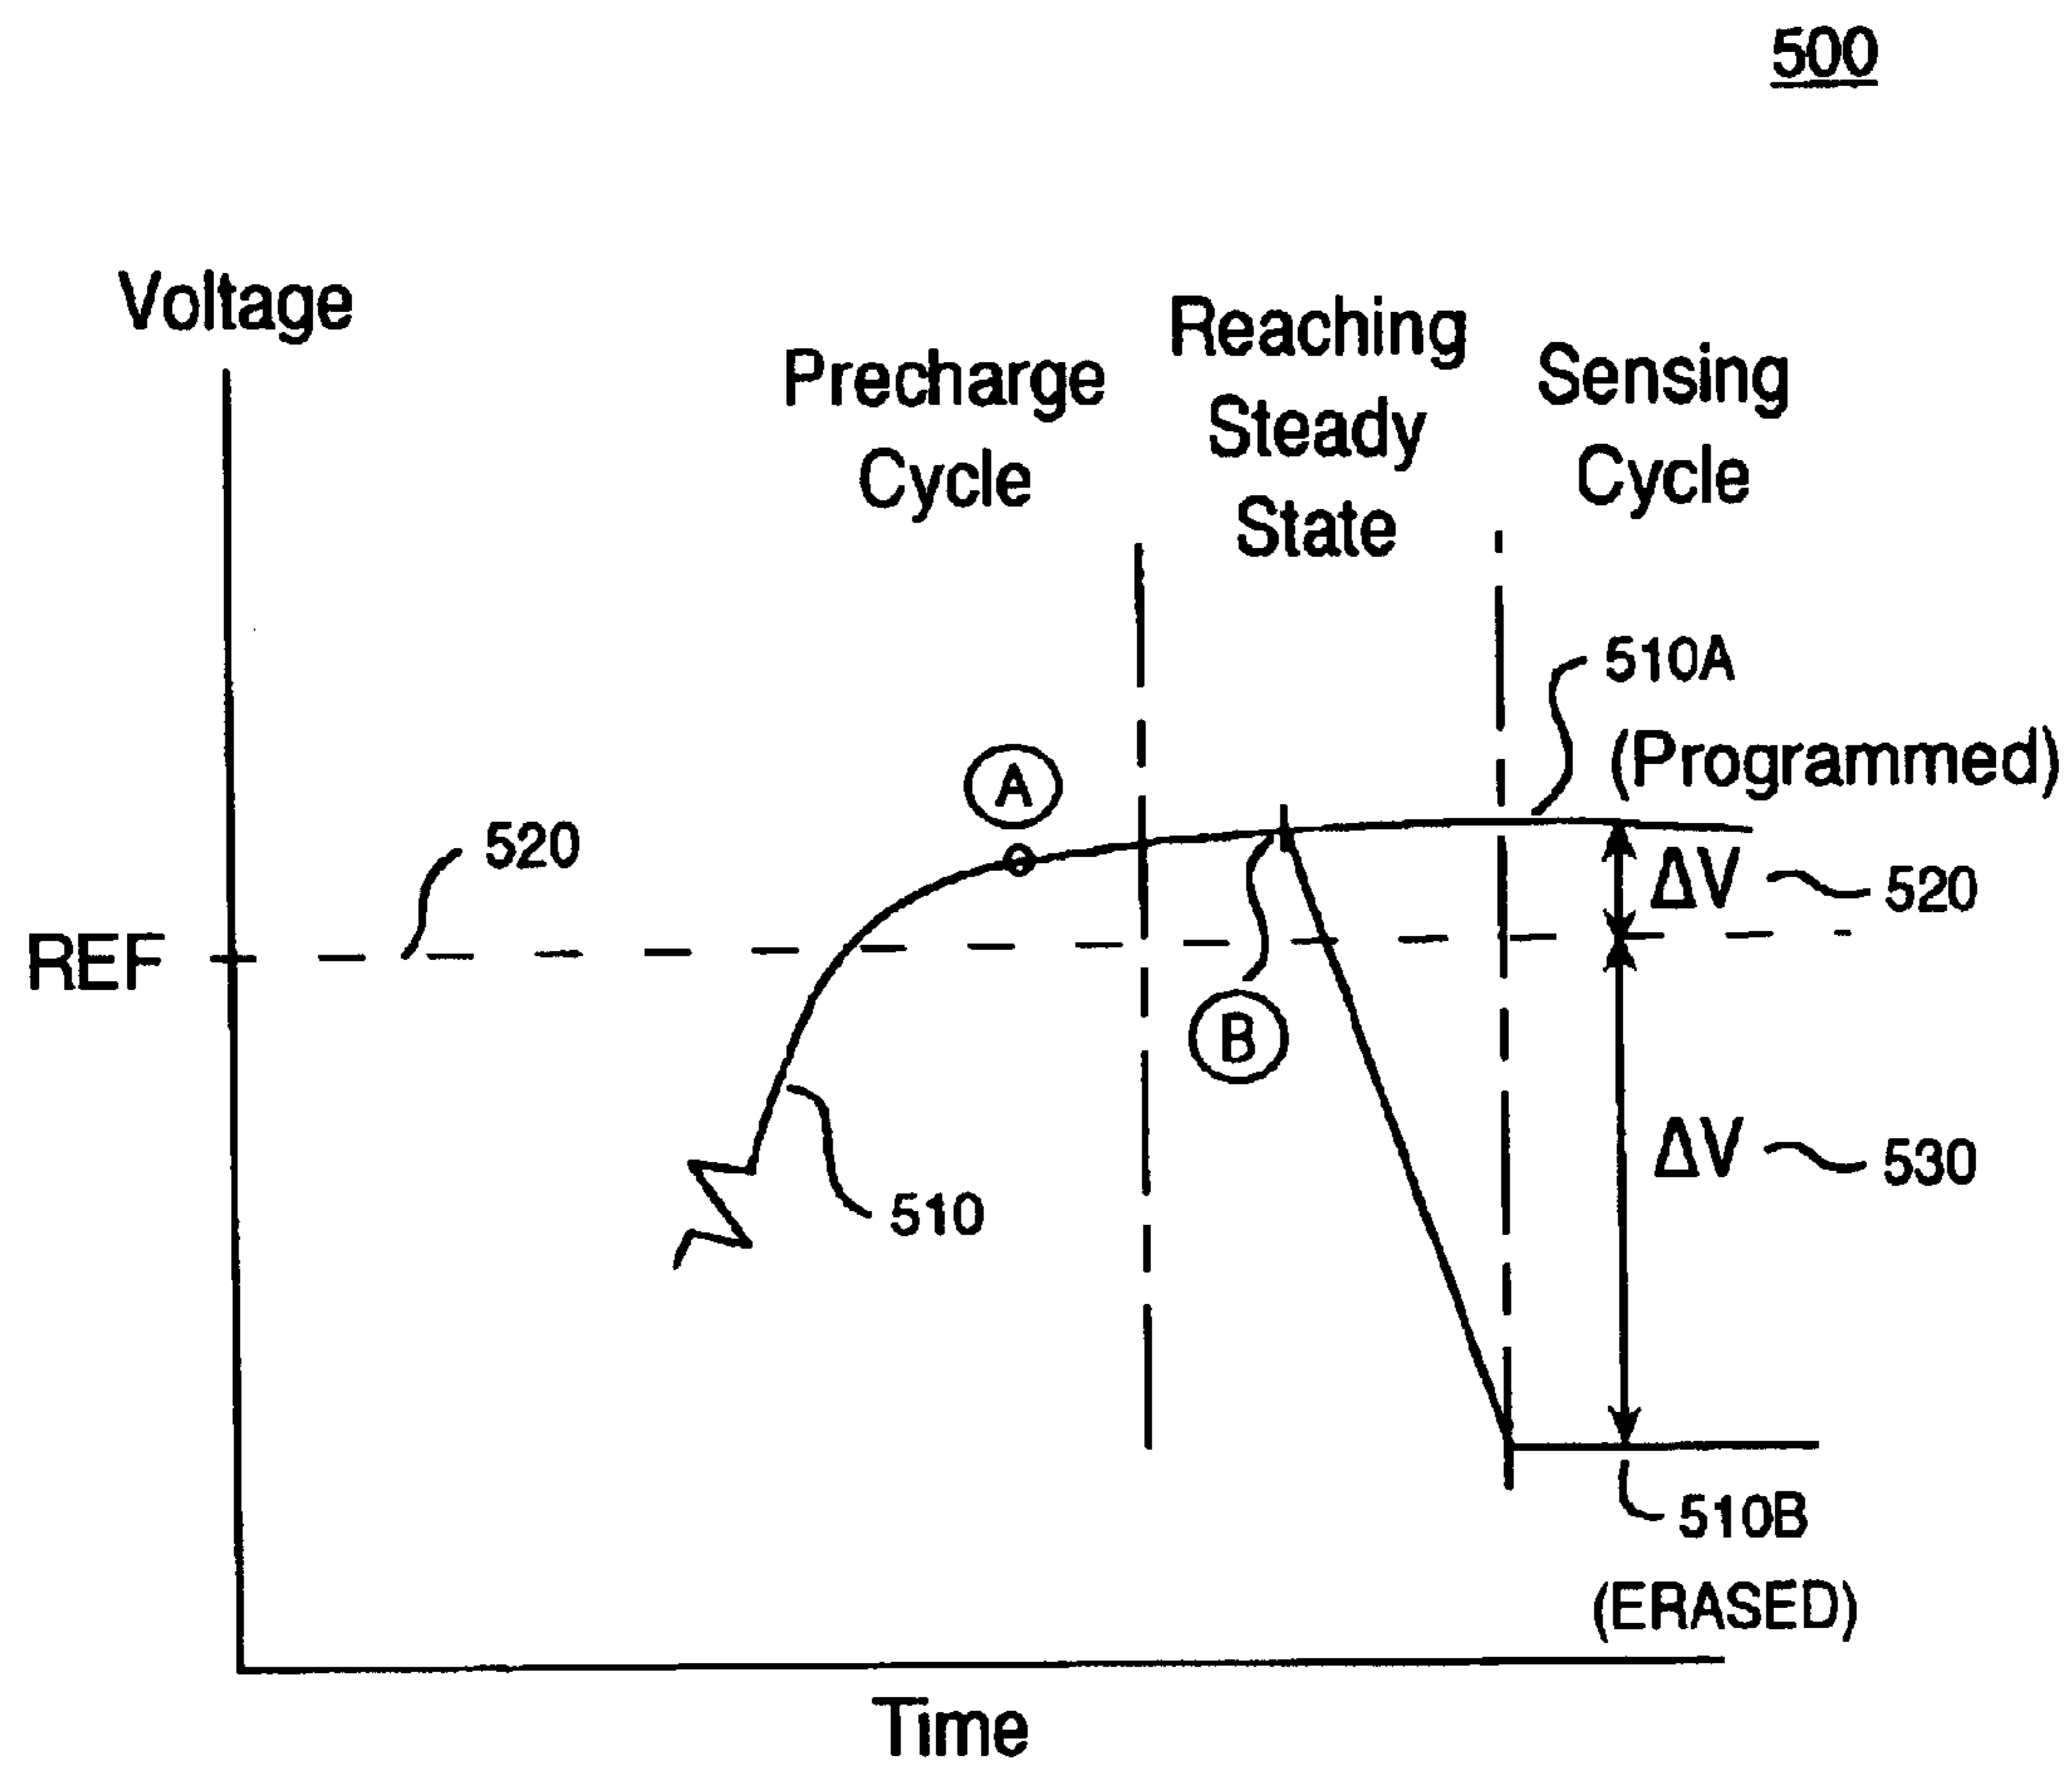 500
Voltage
Precharge
Cycle
Reaching
Steady
State
Sensing
Cycle
510A
(Programmed)
A
520
ΔV
520
REF
B
ΔV
530
510
510B
(ERASED)
Time